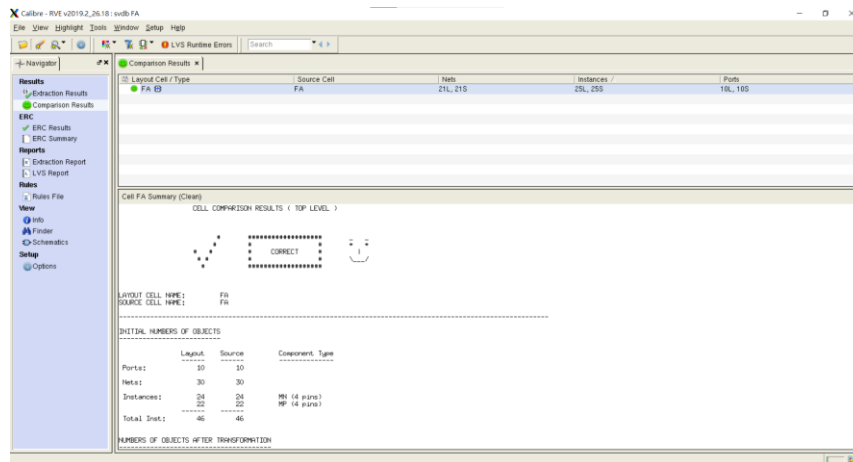 Calibre - RVE v2019.2_26.18 : svdb FA
File View Highlight Tools Window Setup Help
LVS Runtime Errors
Search
Navigator
Comparison Results
Results
Extraction Results
Comparison Results
ERC
ERC Results
ERC Summary
Reports
Extraction Report
LVS Report
Rules
Rules File
View
Info
Finder
Schematics
Setup
Options
Layout Cell / Type Source Cell Nets Instances / Ports
FA FA 21L, 21S 25L, 25S 10L, 10S
Cell FA Summary (Clean)
CELL COMPARISON RESULTS ( TOP LEVEL )
CORRECT
LAYOUT CELL NAME: FA
SOURCE CELL NAME: FA
INITIAL NUMBERS OF OBJECTS
Layout Source Component Type
Ports: 10 10
Nets: 30 30
Instances: 24 24 MN (4 pins)
22 22 MP (4 pins)
Total Inst: 46 46
NUMBERS OF OBJECTS AFTER TRANSFORMATION